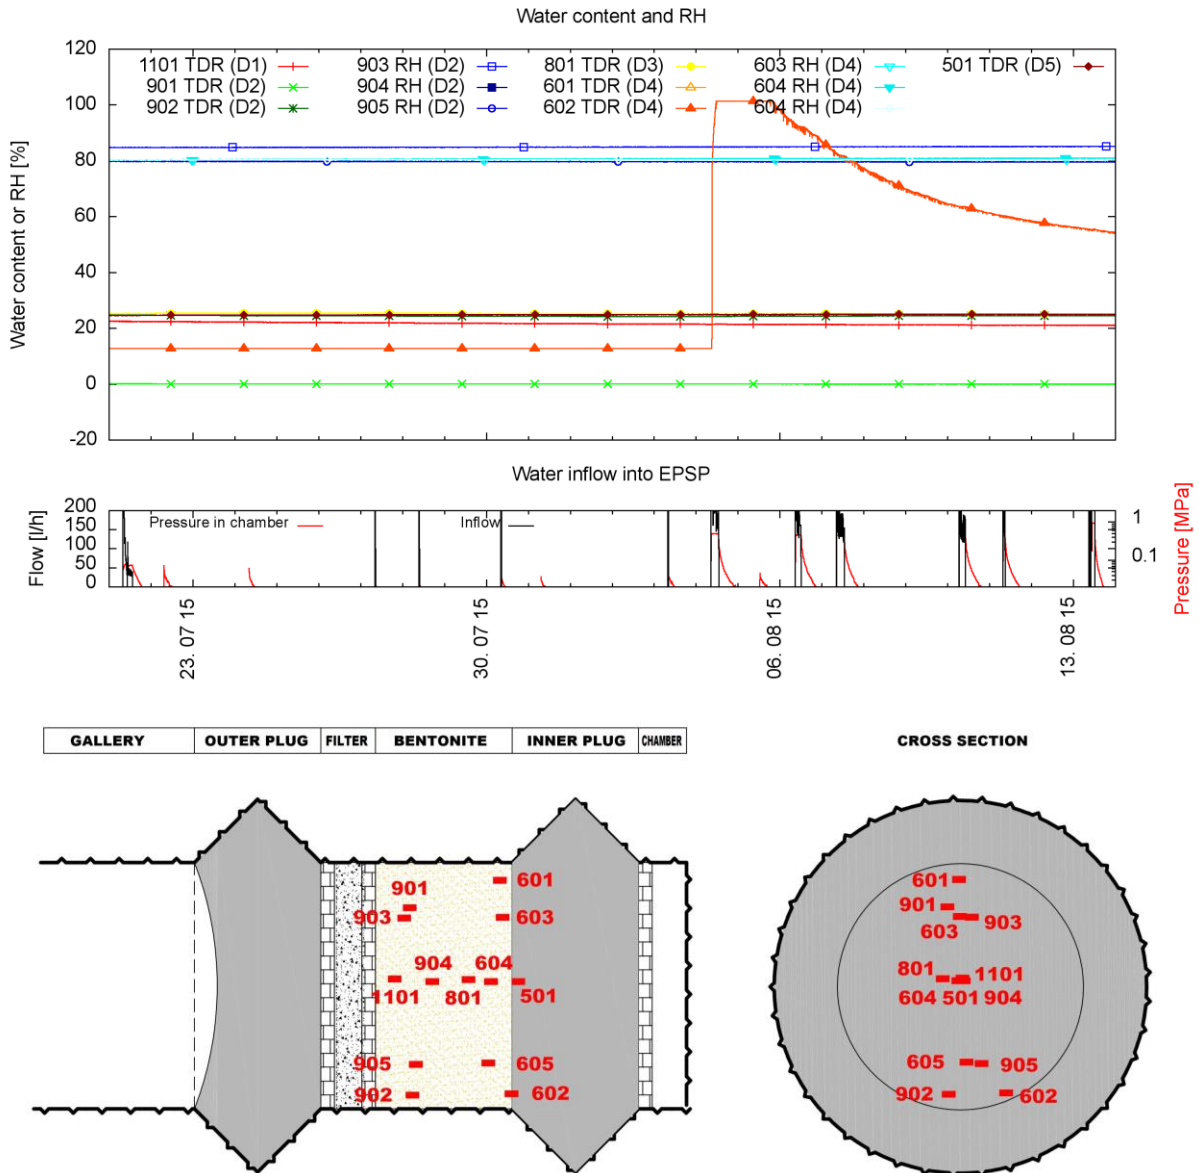 Water content and RH
120
100
80
60
40
20
0
-20
Water content or RH [%]
1101 TDR (D1)
901 TDR (D2)
902 TDR (D2)
903 RH (D2)
904 RH (D2)
905 RH (D2)
801 TDR (D3)
601 TDR (D4)
602 TDR (D4)
603 RH (D4)
604 RH (D4)
604 RH (D4)
501 TDR (D5)
Water inflow into EPSP
200
150
100
50
0
Flow [l/h]
Pressure in chamber
Inflow
1
0.1
Pressure [MPa]
23. 07 15
30. 07 15
06. 08 15
13. 08 15
GALLERY OUTER PLUG FILTER BENTONITE INNER PLUG CHAMBER
601
901
903 603
904 604
1101 801 501
905 605
902 602
CROSS SECTION
601
901
603 903
801 1101
604 501 904
605 905
902 602